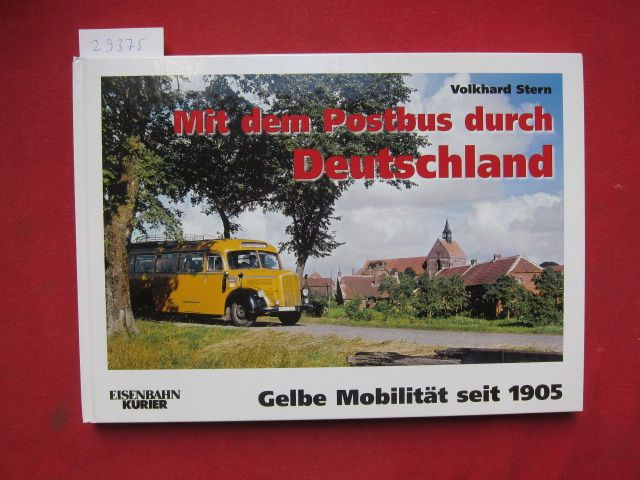 29375
Volkhard Stern
Mit dem Postbus durch
Deutschland
EISENBAHN
KURIER
Gelbe Mobilität seit 1905